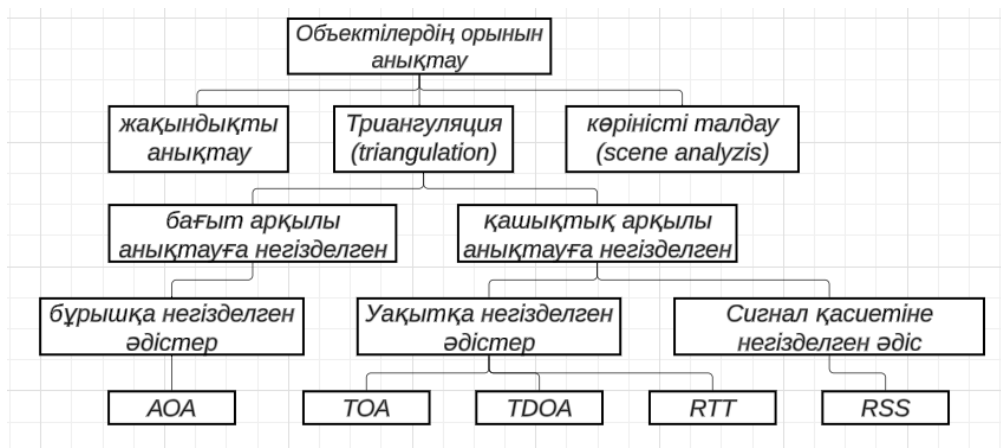 Объектілердің орынын
анықтау
жақындықты
анықтау
Триангуляция
(triangulation)
көріністі талдау
(scene analyzis)
бағыт арқылы
анықтауға негізделген
қашықтық арқылы
анықтауға негізделген
бұрышқа негізделген
әдістер
Уақытқа негізделген
әдістер
Сигнал қасиетіне
негізделген әдіс
AOA
TOA
TDOA
RTT
RSS